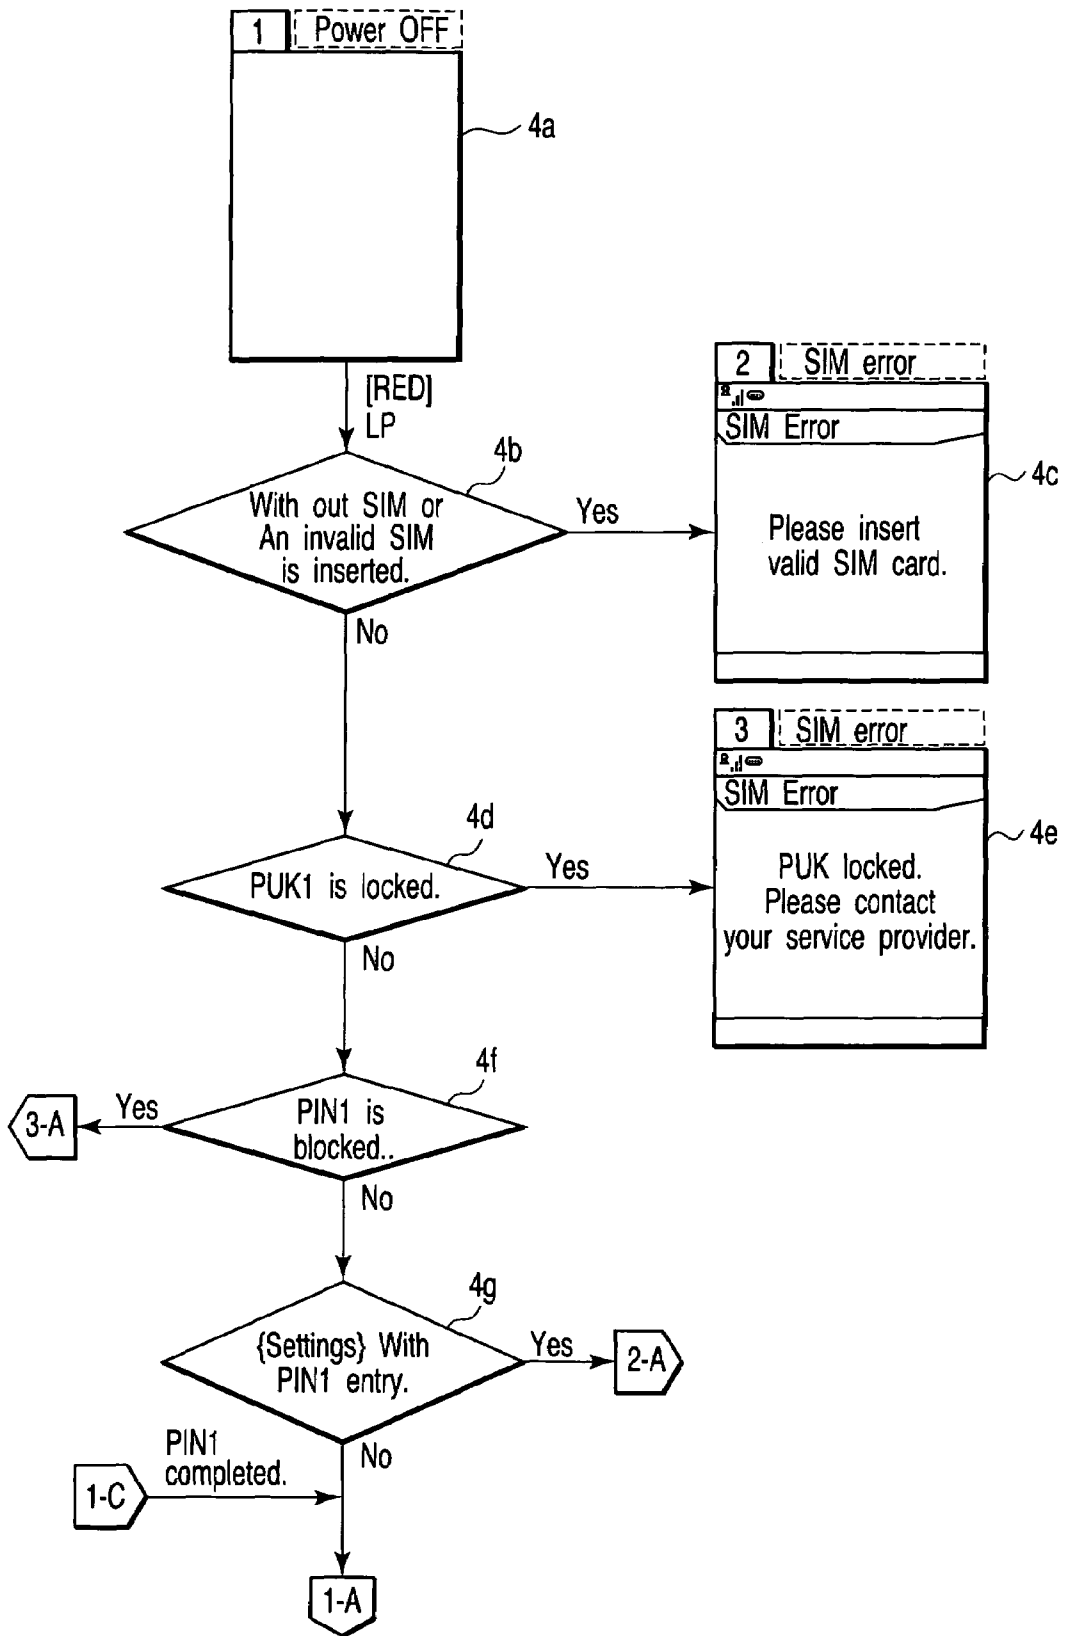 1 Power OFF
4a
[RED]
LP
4b
With out SIM or
An invalid SIM
is inserted.
Yes
No
2 SIM error
SIM Error
Please insert
valid SIM card.
4c
3 SIM error
SIM Error
PUK locked.
Please contact
your service provider.
4e
4d
PUK1 is locked.
Yes
No
4f
PIN1 is
blocked..
Yes
3-A
No
4g
{Settings} With
PIN1 entry.
Yes
2-A
No
PIN1
completed.
1-C
1-A